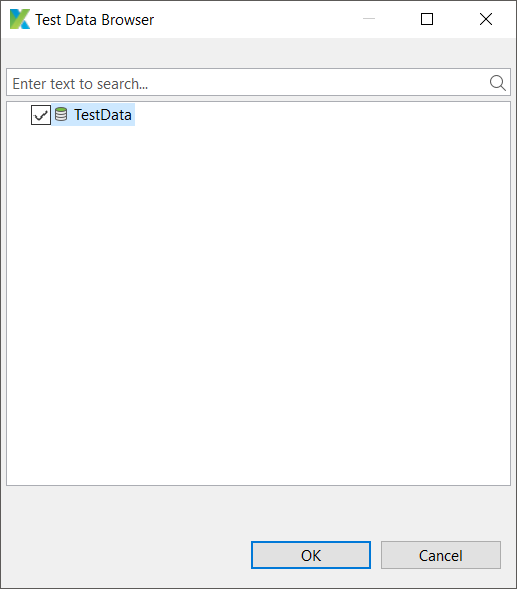 Test Data Browser
Enter text to search...
TestData
OK
Cancel